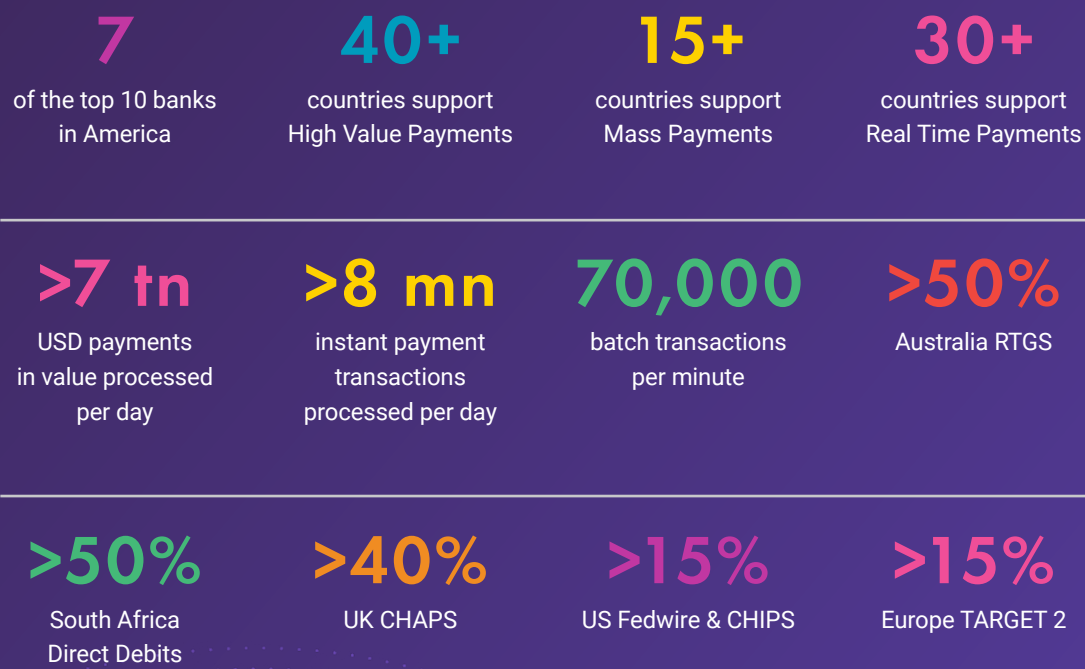 7
of the top 10 banks
in America
40+
countries support
High Value Payments
15+
countries support
Mass Payments
30+
countries support
Real Time Payments
>7 tn
USD payments
in value processed
per day
>8 mn
instant payment
transactions
processed per day
70,000
batch transactions
per minute
>50%
Australia RTGS
>50%
South Africa
Direct Debits
>40%
UK CHAPS
>15%
US Fedwire & CHIPS
>15%
Europe TARGET 2